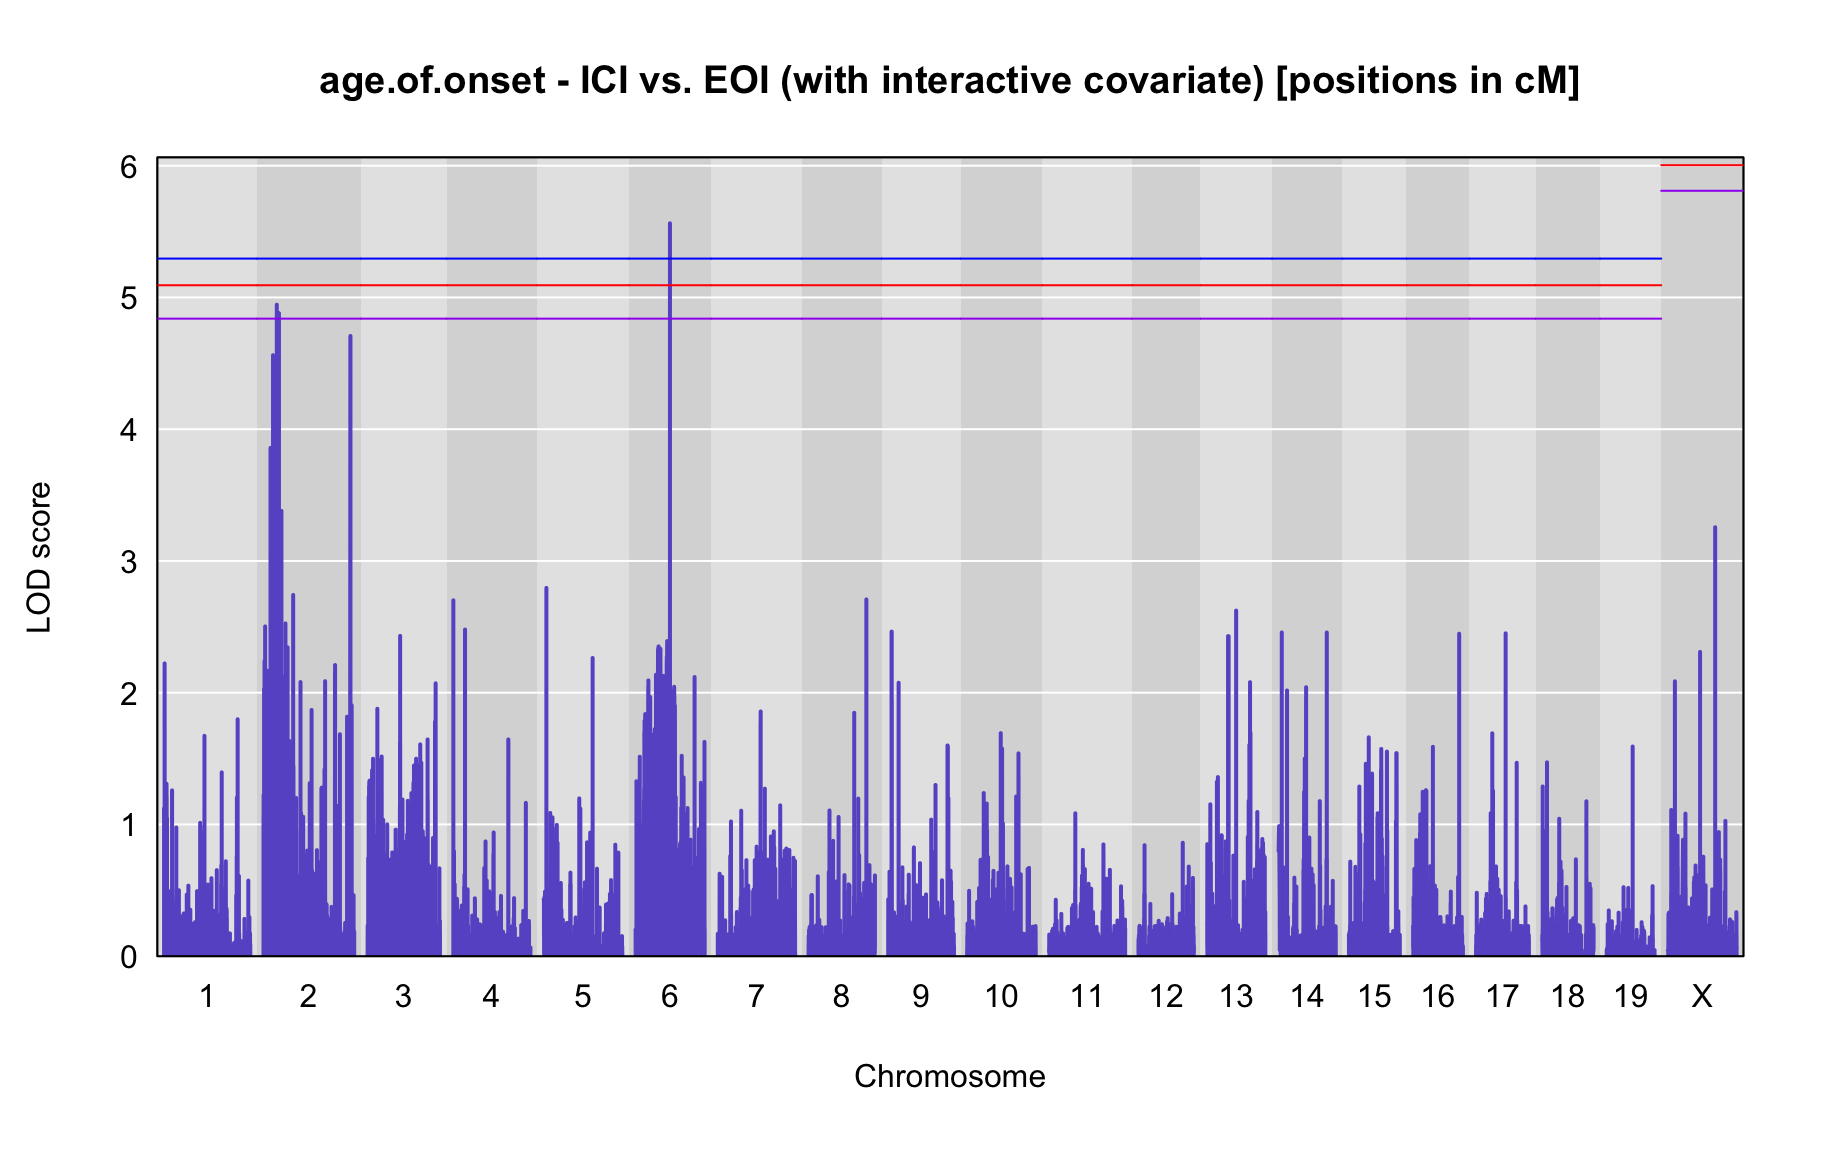 age.of.onset - ICI vs. EOI (with interactive covariate) [positions in cM]
6
5
4
3
2
1
0
LOD score
1 2 3 4 5 6 7 8 9 10 11 12 13 14 15 16 17 18 19 X
Chromosome